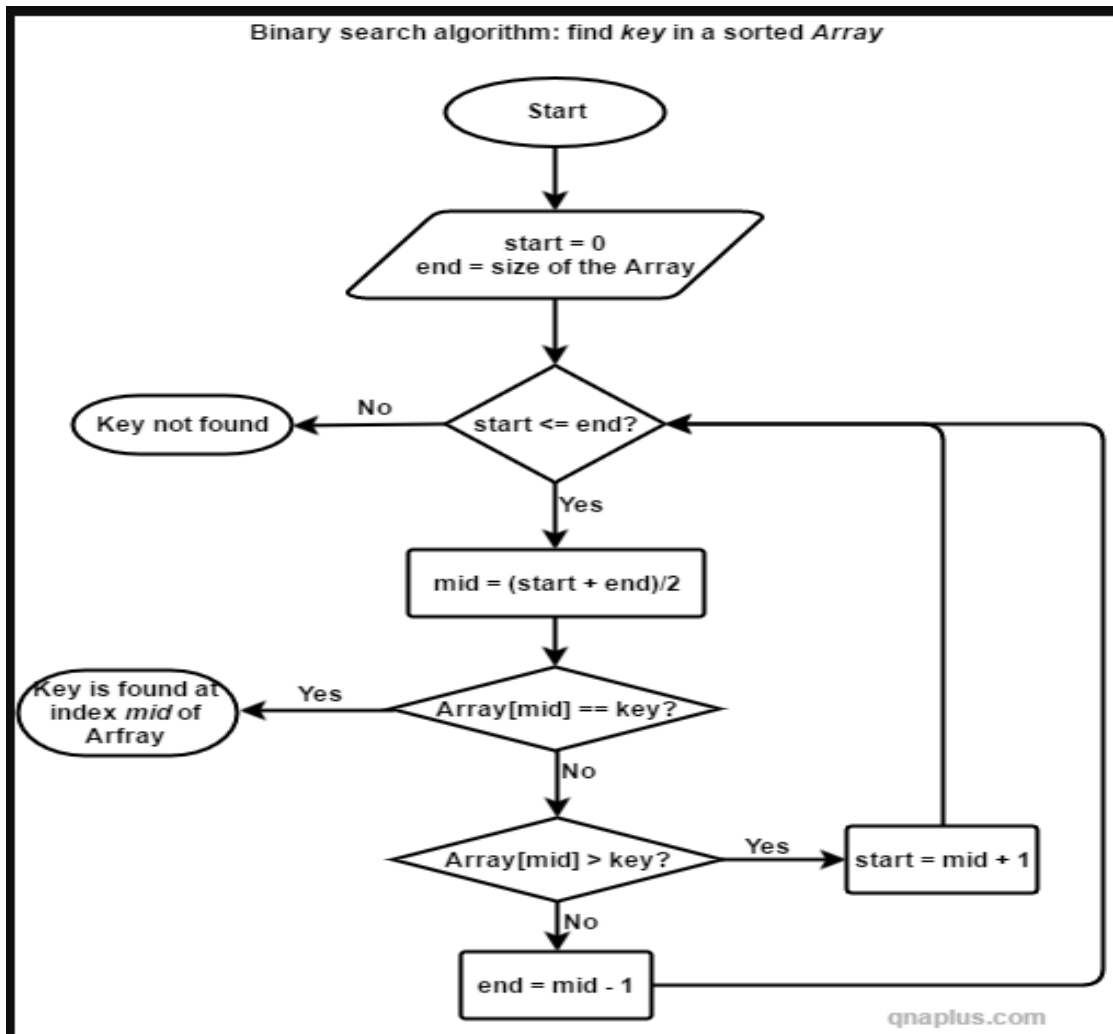 Binary search algorithm: find key in a sorted Array
Start
start = 0
end = size of the Array
start <= end?
No
Key not found
Yes
mid = (start + end)/2
Array[mid] == key?
Yes
Key is found at
index mid of
Arfray
No
Array[mid] > key?
Yes
start = mid + 1
No
end = mid - 1
qnaplus.com